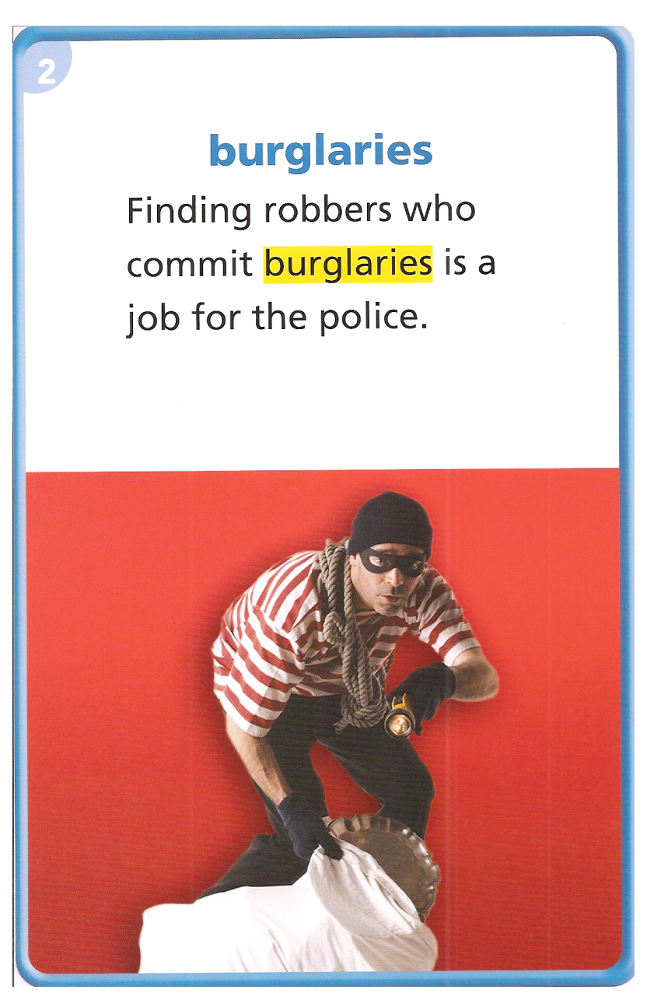 2
burglaries
Finding robbers who
commit burglaries is a
job for the police.